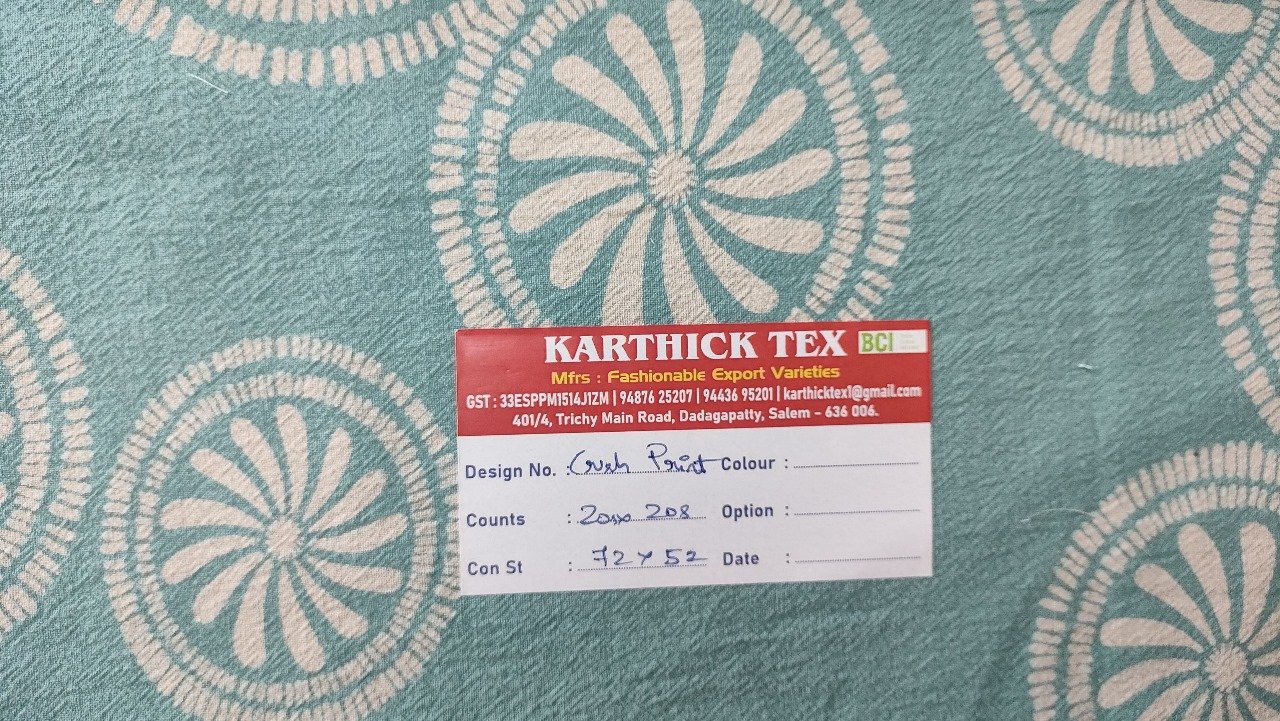 KARTHICK TEX BCI
Mfrs : Fashionable Export Varieties
GST : 33ESPPM1514J1ZM | 94876 25207 | 94436 95201 | karthicktex1@gmail.com
401/4, Trichy Main Road, Dadagapatty, Salem - 636 006.
Design No. : Crush Print Colour :
Counts : 20s x 20s Option :
Con St : 72 x 52 Date :